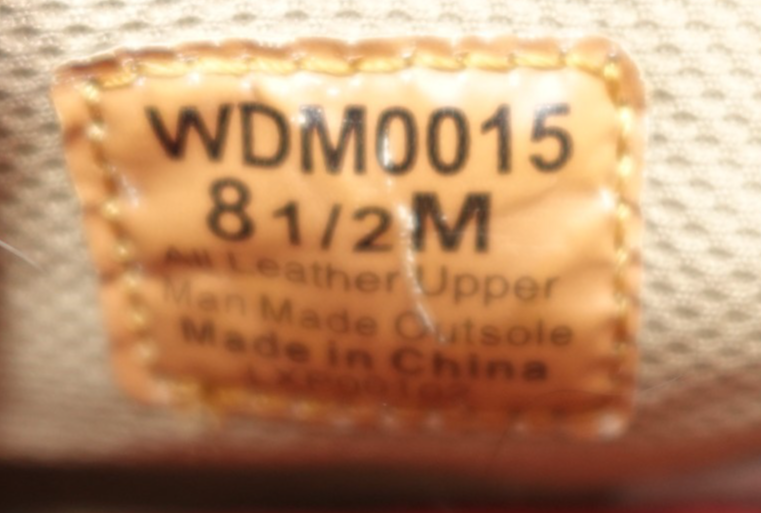 WDM0015
8 1/2 M
All Leather Upper
Man Made Outsole
Made in China